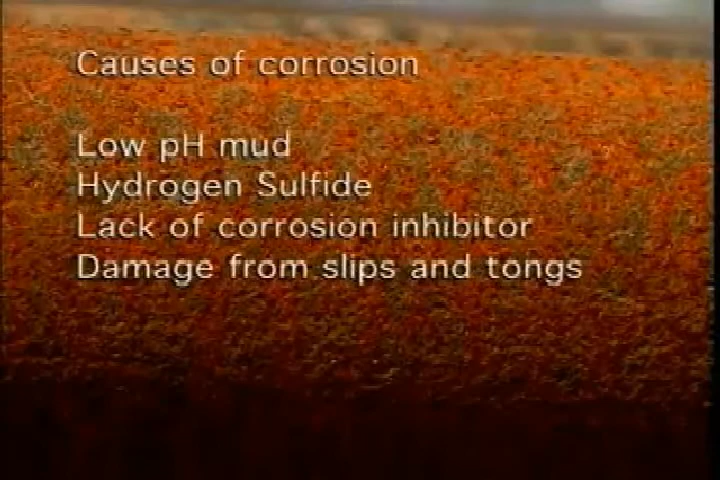 Causes of corrosion
Low pH mud
Hydrogen Sulfide
Lack of corrosion inhibitor
Damage from slips and tongs